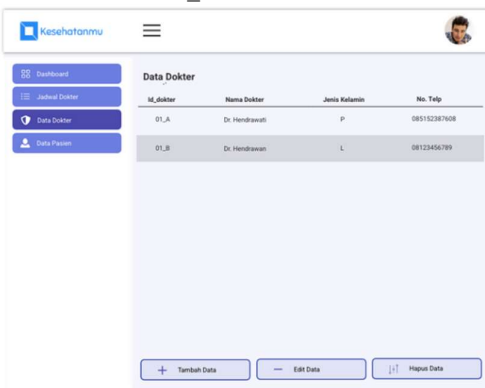 Kesehatanmu
Dashboard
Jadwal Dokter
Data Dokter
Data Pasien
Data Dokter
Id_dokter Nama Dokter Jenis Kelamin No. Telp
01_A Dr. Hendrawati P 085152387608
01_B Dr. Hendrawan L 08123456789
Tambah Data Edit Data Hapus Data